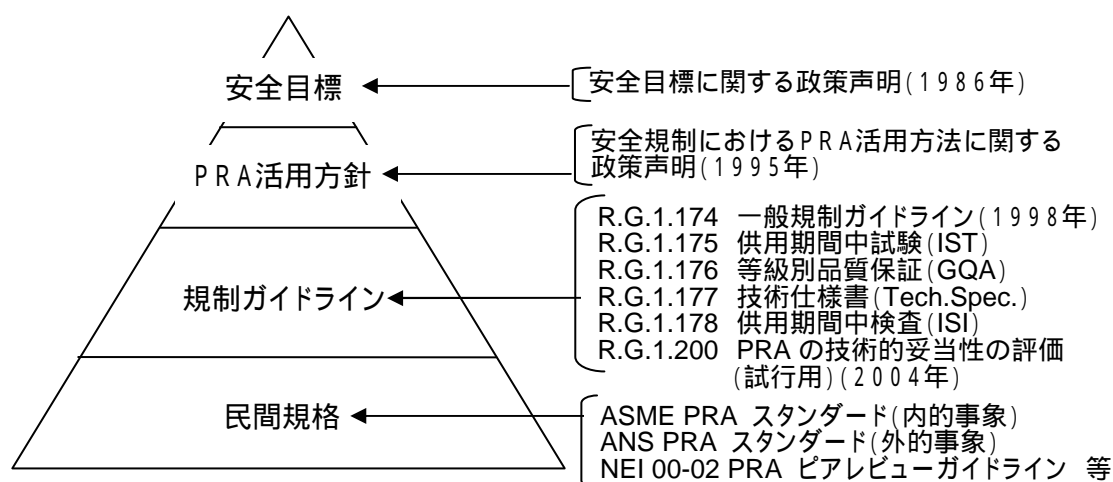 安全目標
安全目標に関する政策声明(1986年)
PRA活用方針
安全規制におけるPRA活用方法に関する
政策声明(1995年)
規制ガイドライン
R.G.1.174 一般規制ガイドライン(1998年)
R.G.1.175 供用期間中試験(IST)
R.G.1.176 等級別品質保証(GQA)
R.G.1.177 技術仕様書(Tech.Spec.)
R.G.1.178 供用期間中検査(ISI)
R.G.1.200 PRA の技術的妥当性の評価
(試行用)(2004年)
民間規格
ASME PRA スタンダード(内的事象)
ANS PRA スタンダード(外的事象)
NEI 00-02 PRA ピアレビューガイドライン 等